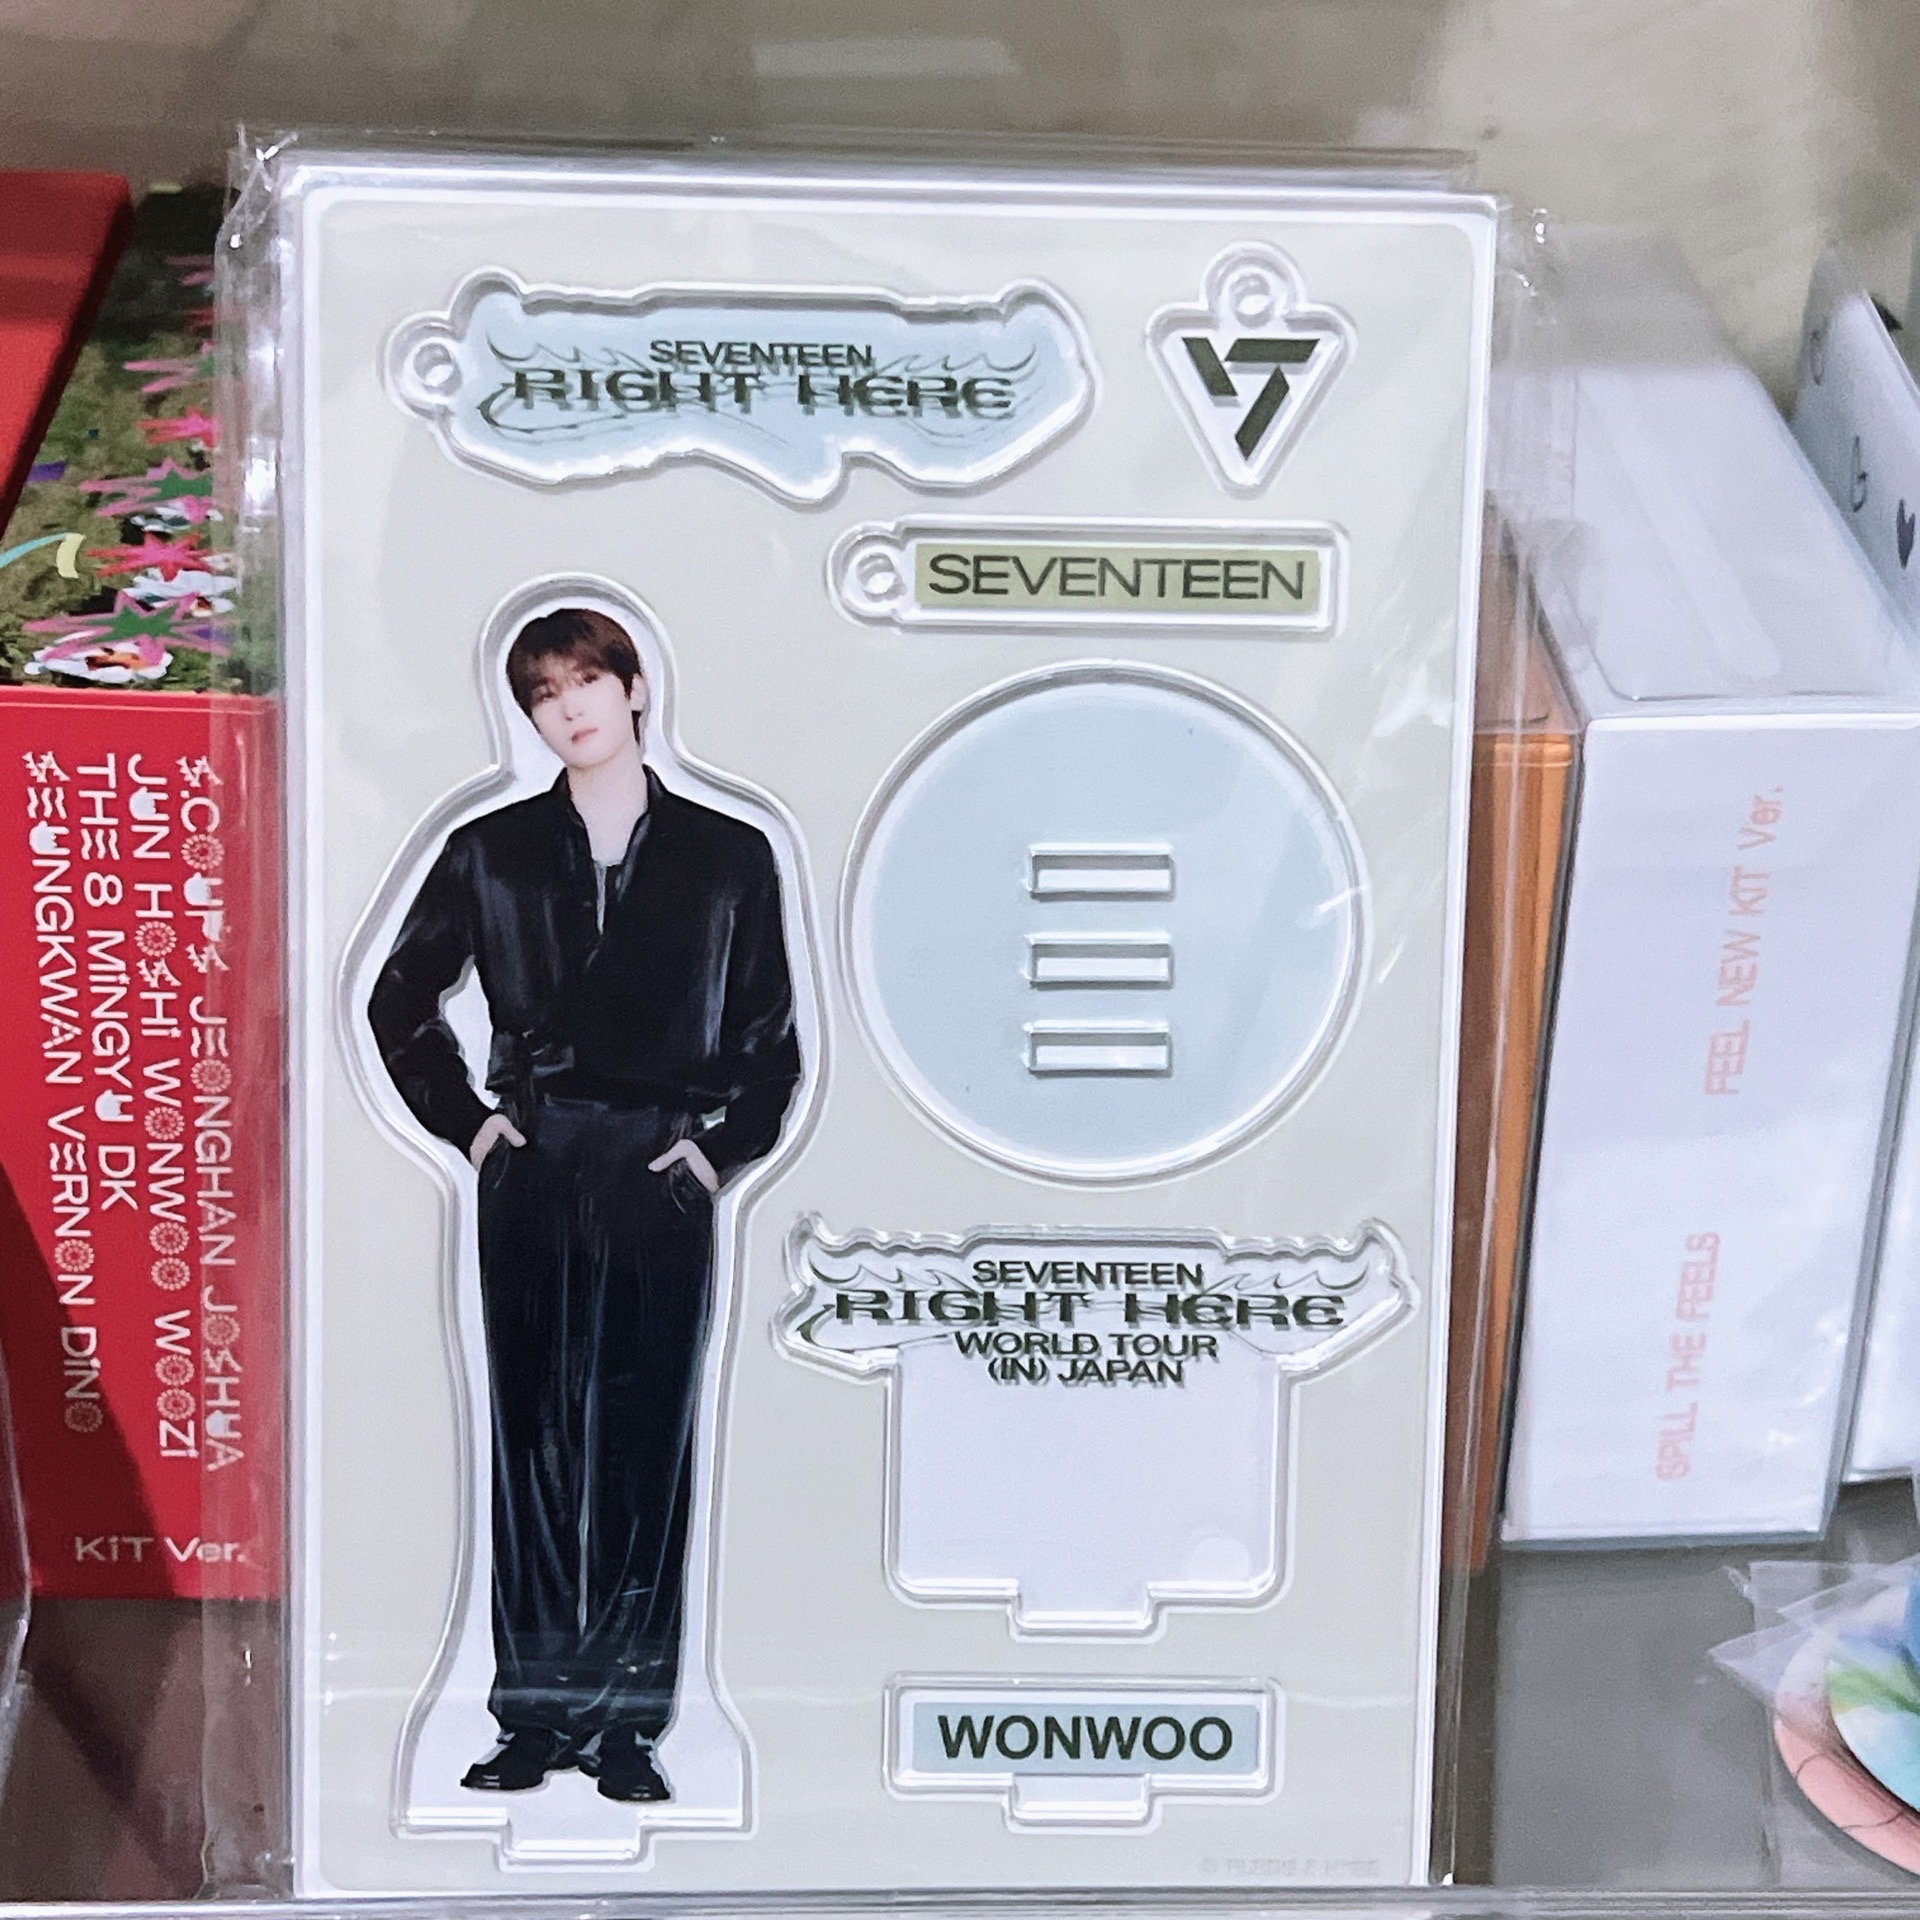 SEVENTEEN
RIGHT HERE
SEVENTEEN
SEVENTEEN
RIGHT HERE
WORLD TOUR
(IN) JAPAN
WONWOO
S.COUPS JEONGHAN JOSHUA
JUN HOSHI WONWOO WOOZI
THE 8 MINGYU DK
SEUNGKWAN VERNON DINO
KiT Ver.
SPILL THE FEELS
FEEL NEW KIT Ver.